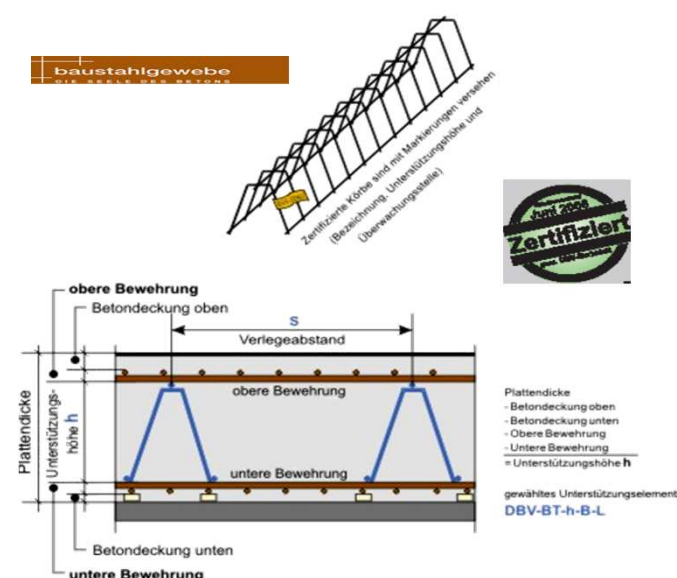 baustahlgewebe
DIE SEELE DES BETONS
Zertifizierte Körbe sind mit Markierungen versehen
(Bezeichnung, Unterstützungshöhe und
Überwachungsstelle)
Juni 2008
Zertifiziert
obere Bewehrung
Betondeckung oben
s
Verlegeabstand
Plattendicke
Unterstützungs-
höhe h
obere Bewehrung
untere Bewehrung
Betondeckung unten
untere Bewehrung
Plattendicke
- Betondeckung oben
- Betondeckung unten
- Obere Bewehrung
- Untere Bewehrung
= Unterstützungshöhe h
gewähltes Unterstützungselement
DBV-BT-h-B-L